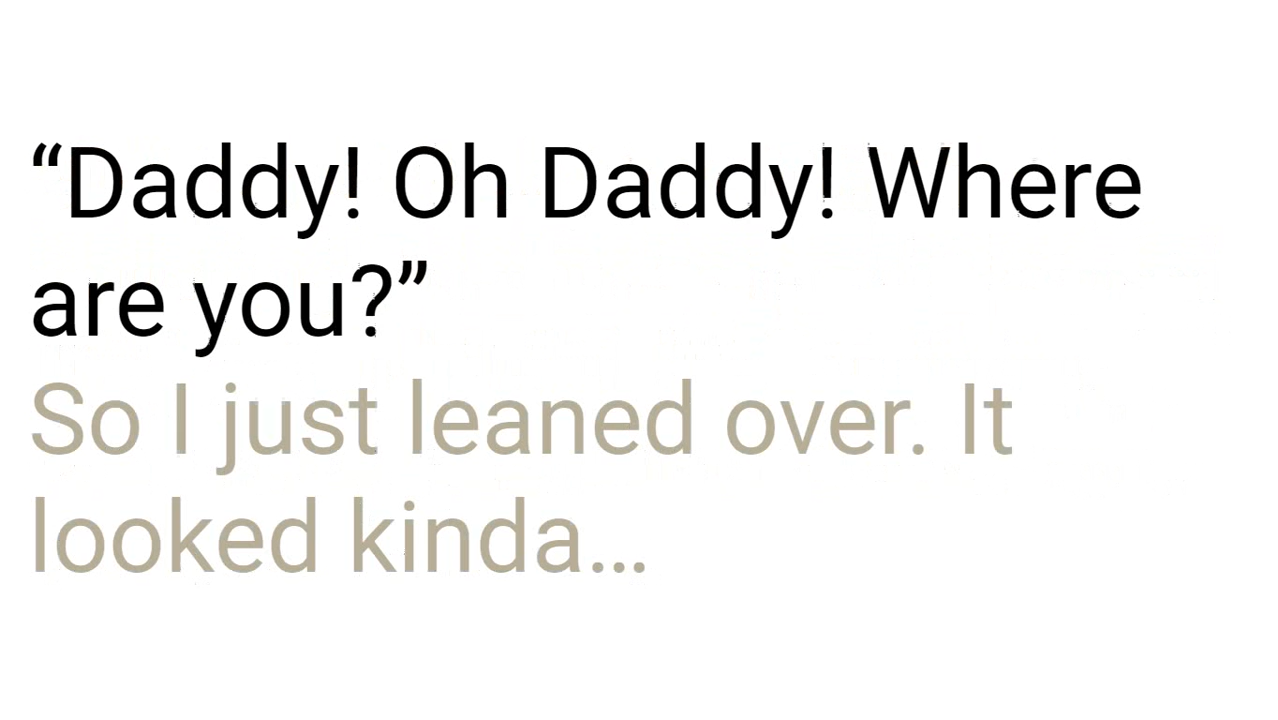 “Daddy! Oh Daddy! Where
are you?”
So I just leaned over. It
looked kinda…